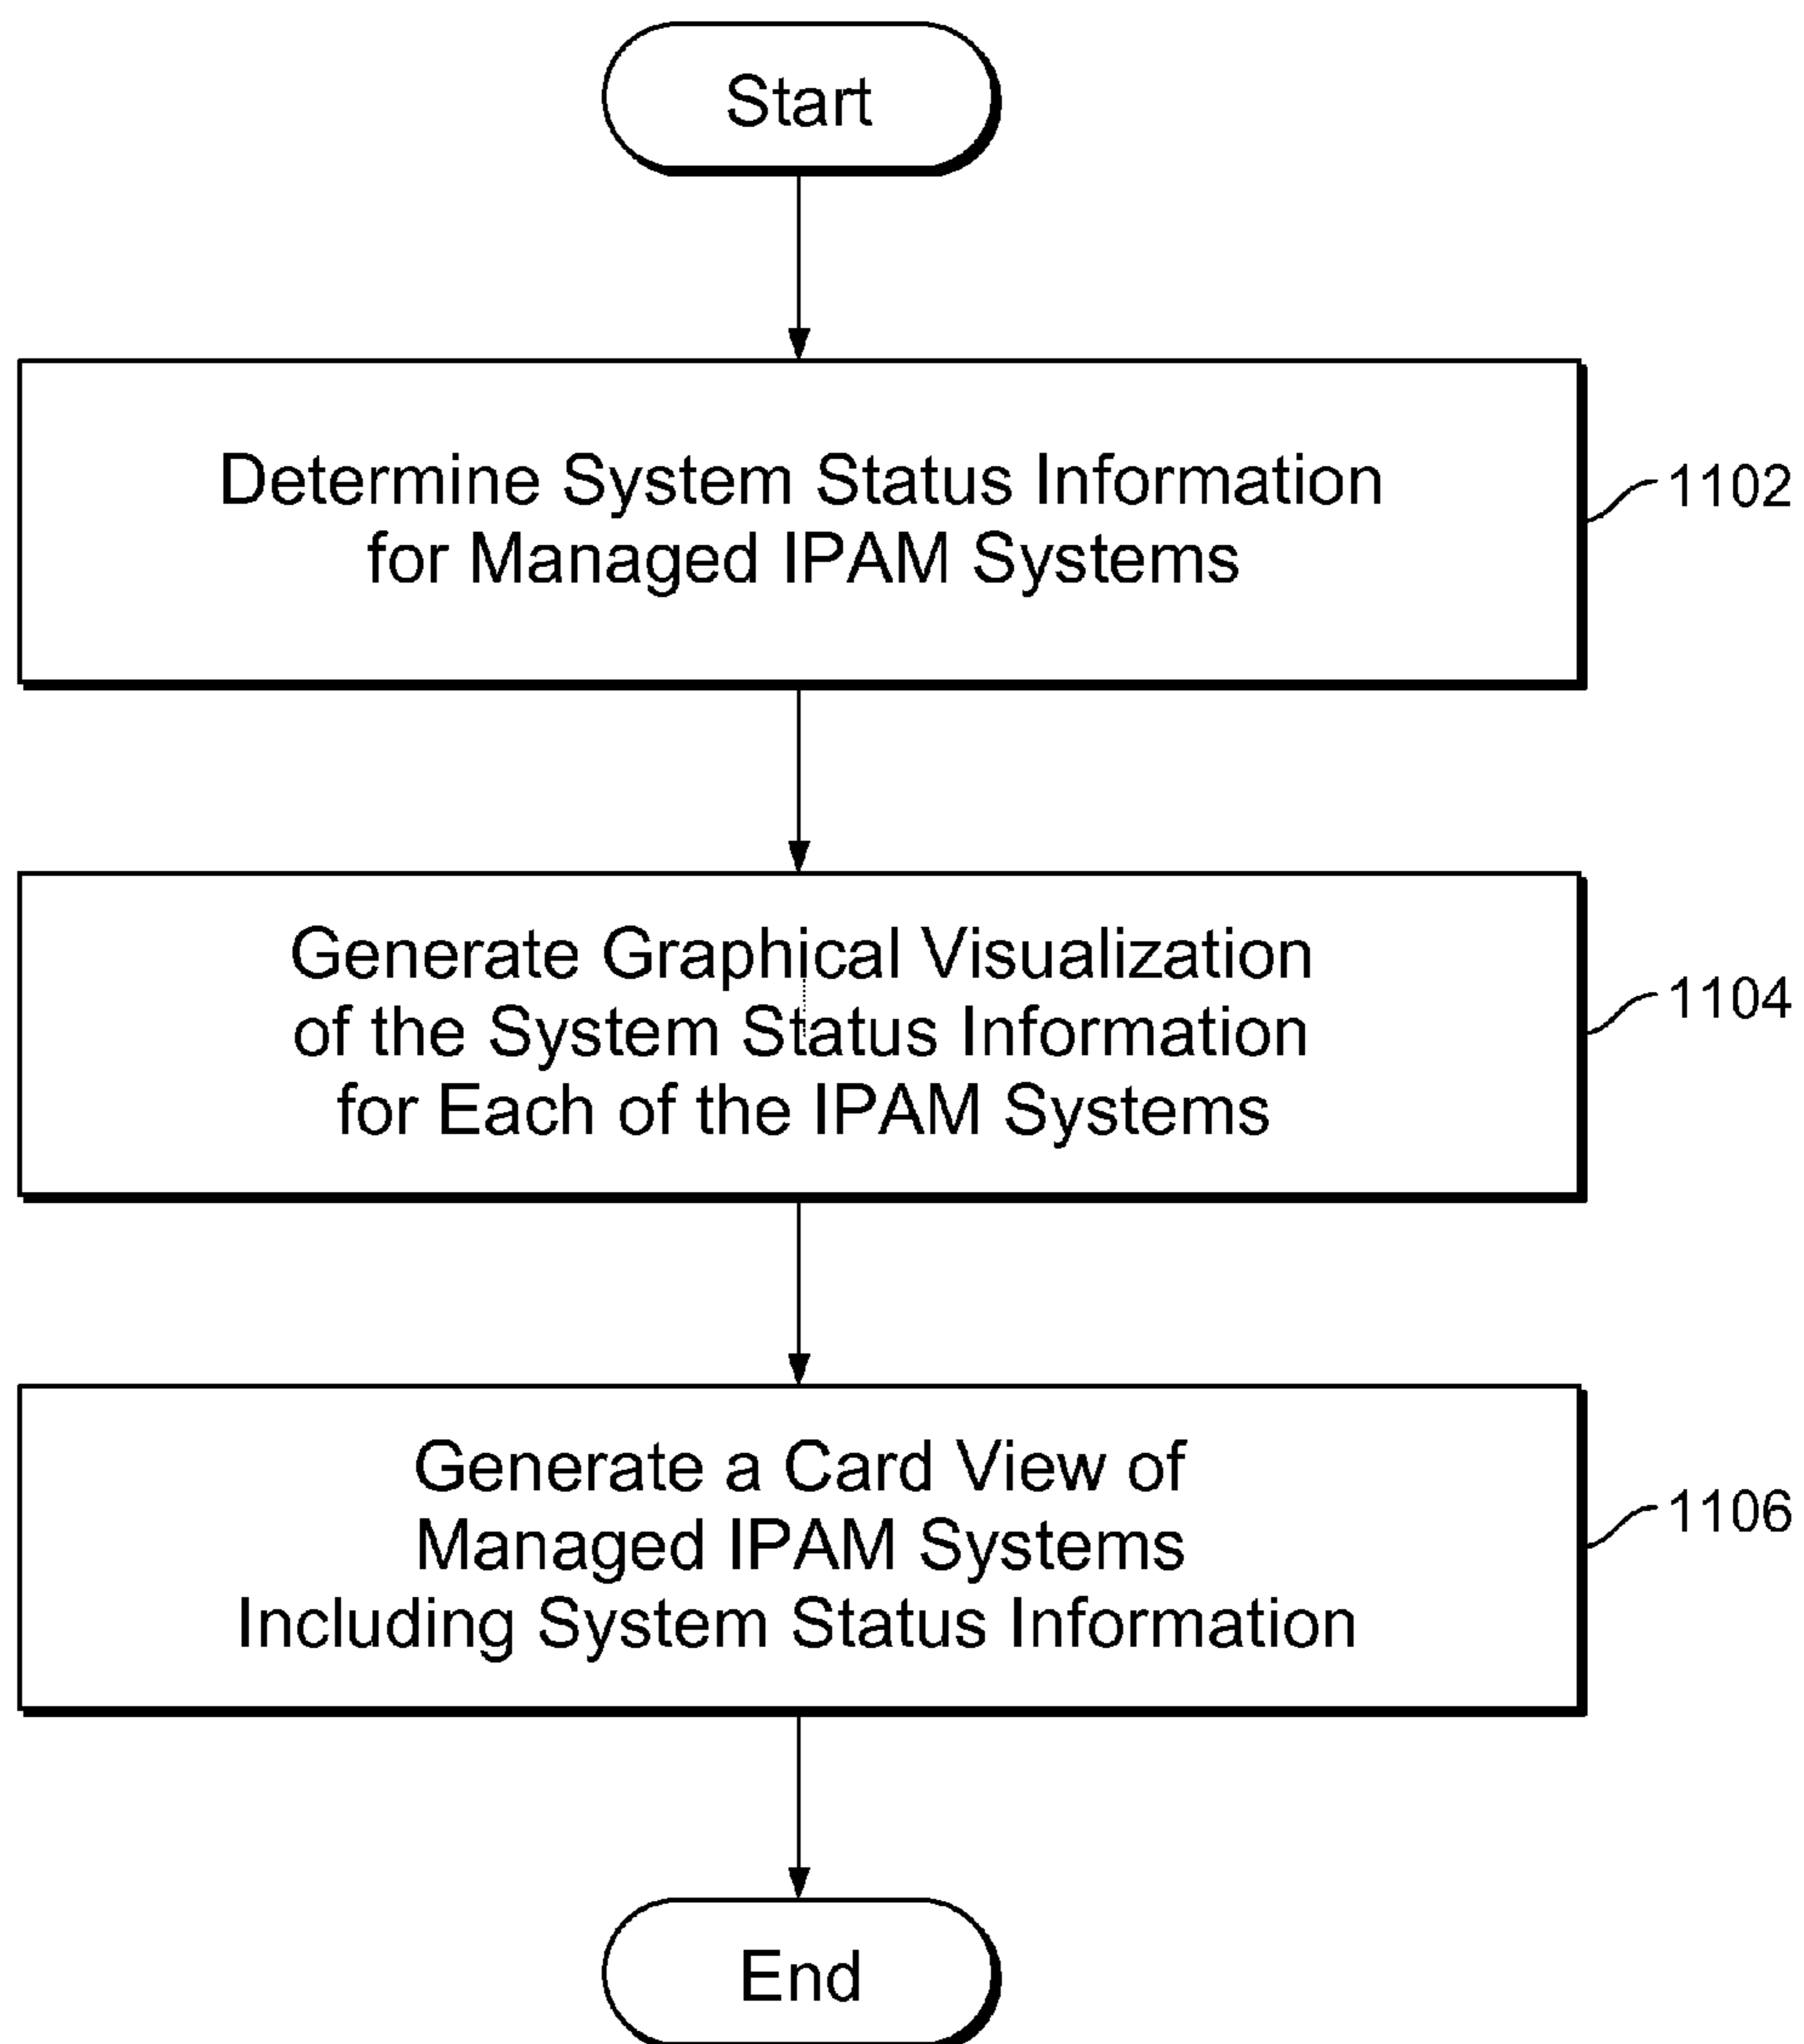 Start
Determine System Status Information
for Managed IPAM Systems
1102
Generate Graphical Visualization
of the System Status Information
for Each of the IPAM Systems
1104
Generate a Card View of
Managed IPAM Systems
Including System Status Information
1106
End